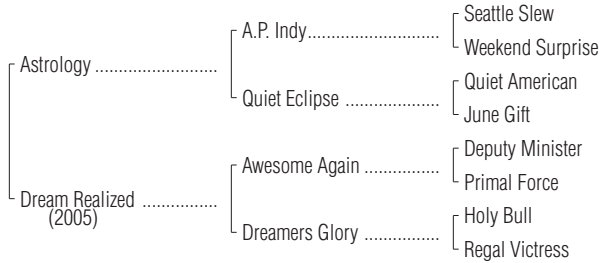 Seattle Slew
A.P. Indy......................
Weekend Surprise
Astrology ........................
Quiet American
Quiet Eclipse .................
June Gift
Deputy Minister
Awesome Again ..............
Primal Force
Dream Realized ...............
(2005)
Holy Bull
Dreamers Glory ..............
Regal Victress